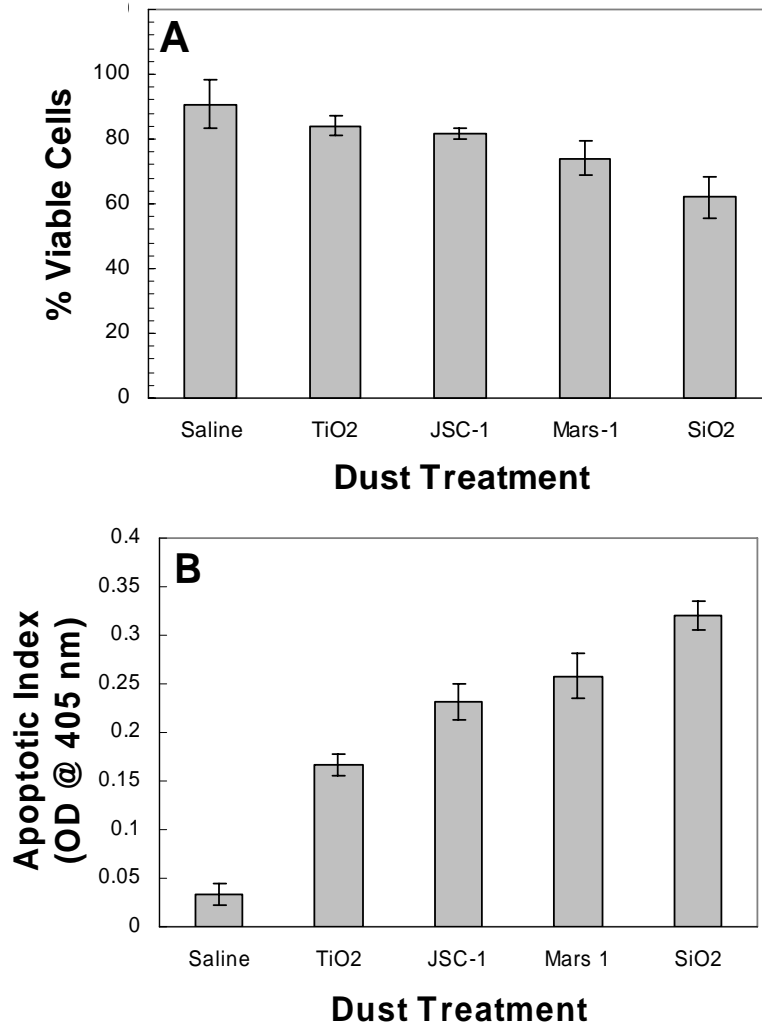 A
% Viable Cells
100
80
60
40
20
0
Saline TiO2 JSC-1 Mars-1 SiO2
Dust Treatment
B
Apoptotic Index
(OD @ 405 nm)
0.4
0.35
0.3
0.25
0.2
0.15
0.1
0.05
0
Saline TiO2 JSC-1 Mars 1 SiO2
Dust Treatment